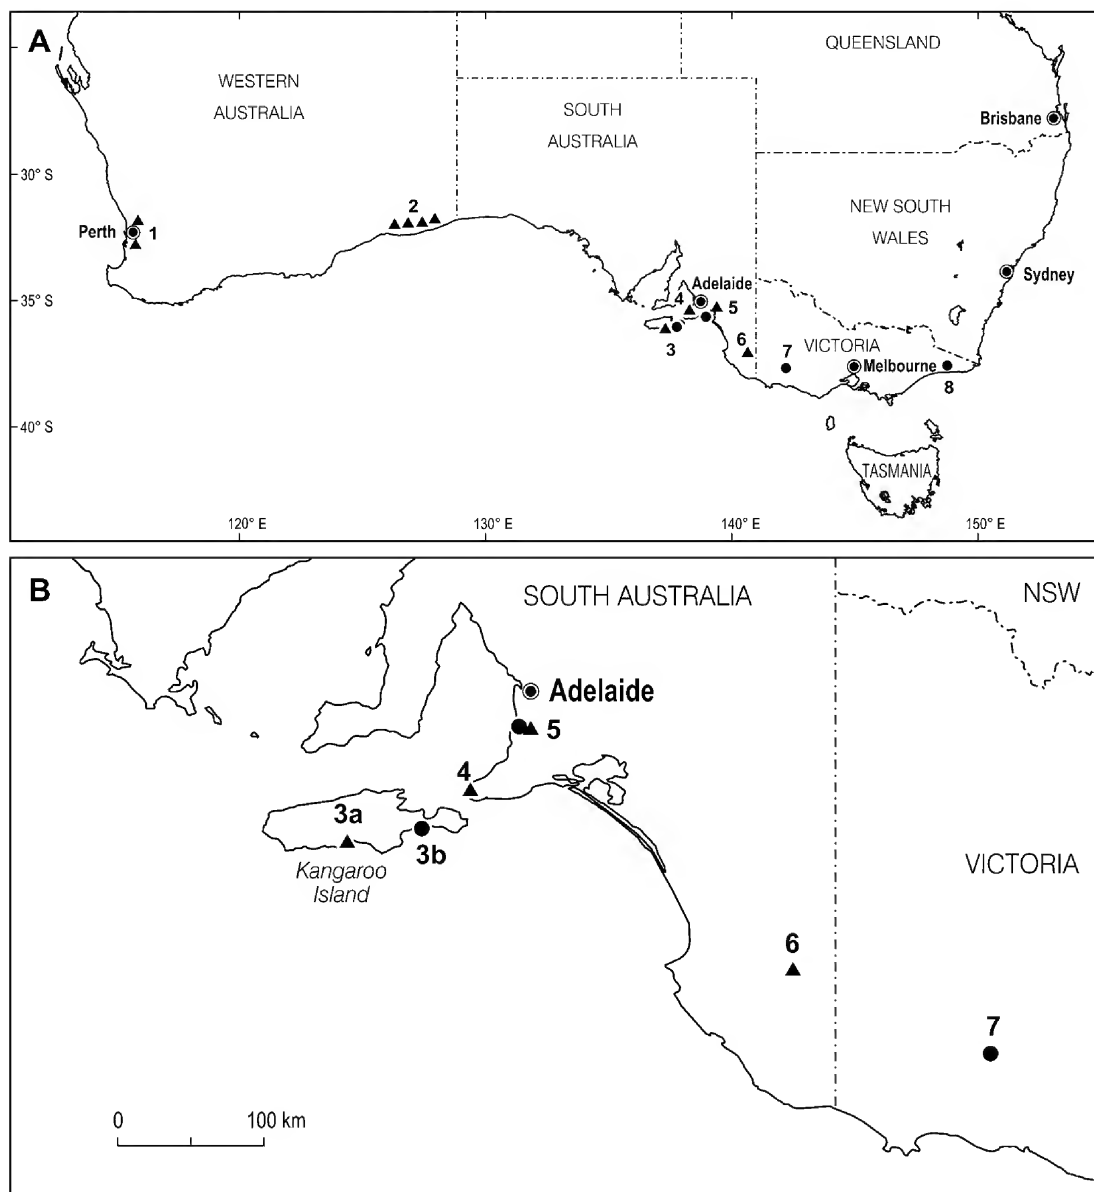 A
QUEENSLAND
WESTERN
AUSTRALIA
SOUTH
AUSTRALIA
Brisbane
30° S
2
NEW SOUTH
WALES
Perth
1
Sydney
Adelaide
35° S
4
5
3
6
7
VICTORIA
Melbourne
8
40° S
TASMANIA
120° E
130° E
140° E
150° E
B
SOUTH AUSTRALIA
NSW
Adelaide
5
4
3a
3b
Kangaroo
Island
VICTORIA
6
7
0
100 km